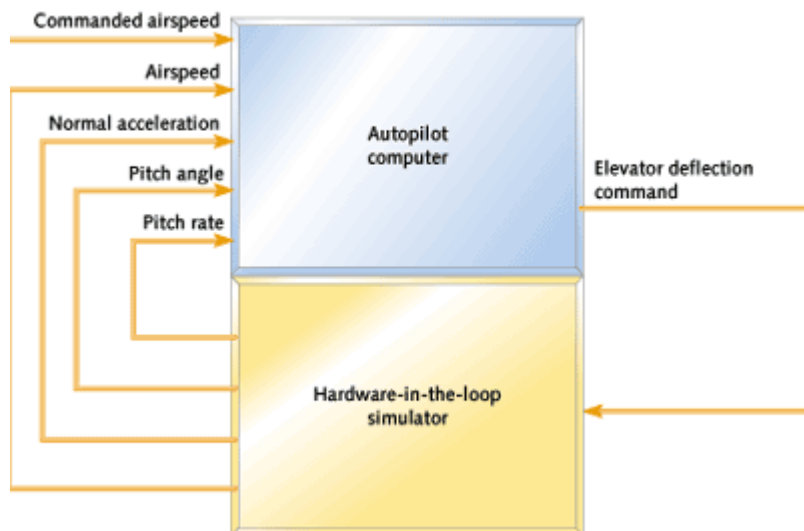 Commanded airspeed
Airspeed
Normal acceleration
Pitch angle
Pitch rate
Autopilot
computer
Elevator deflection
command
Hardware-in-the-loop
simulator